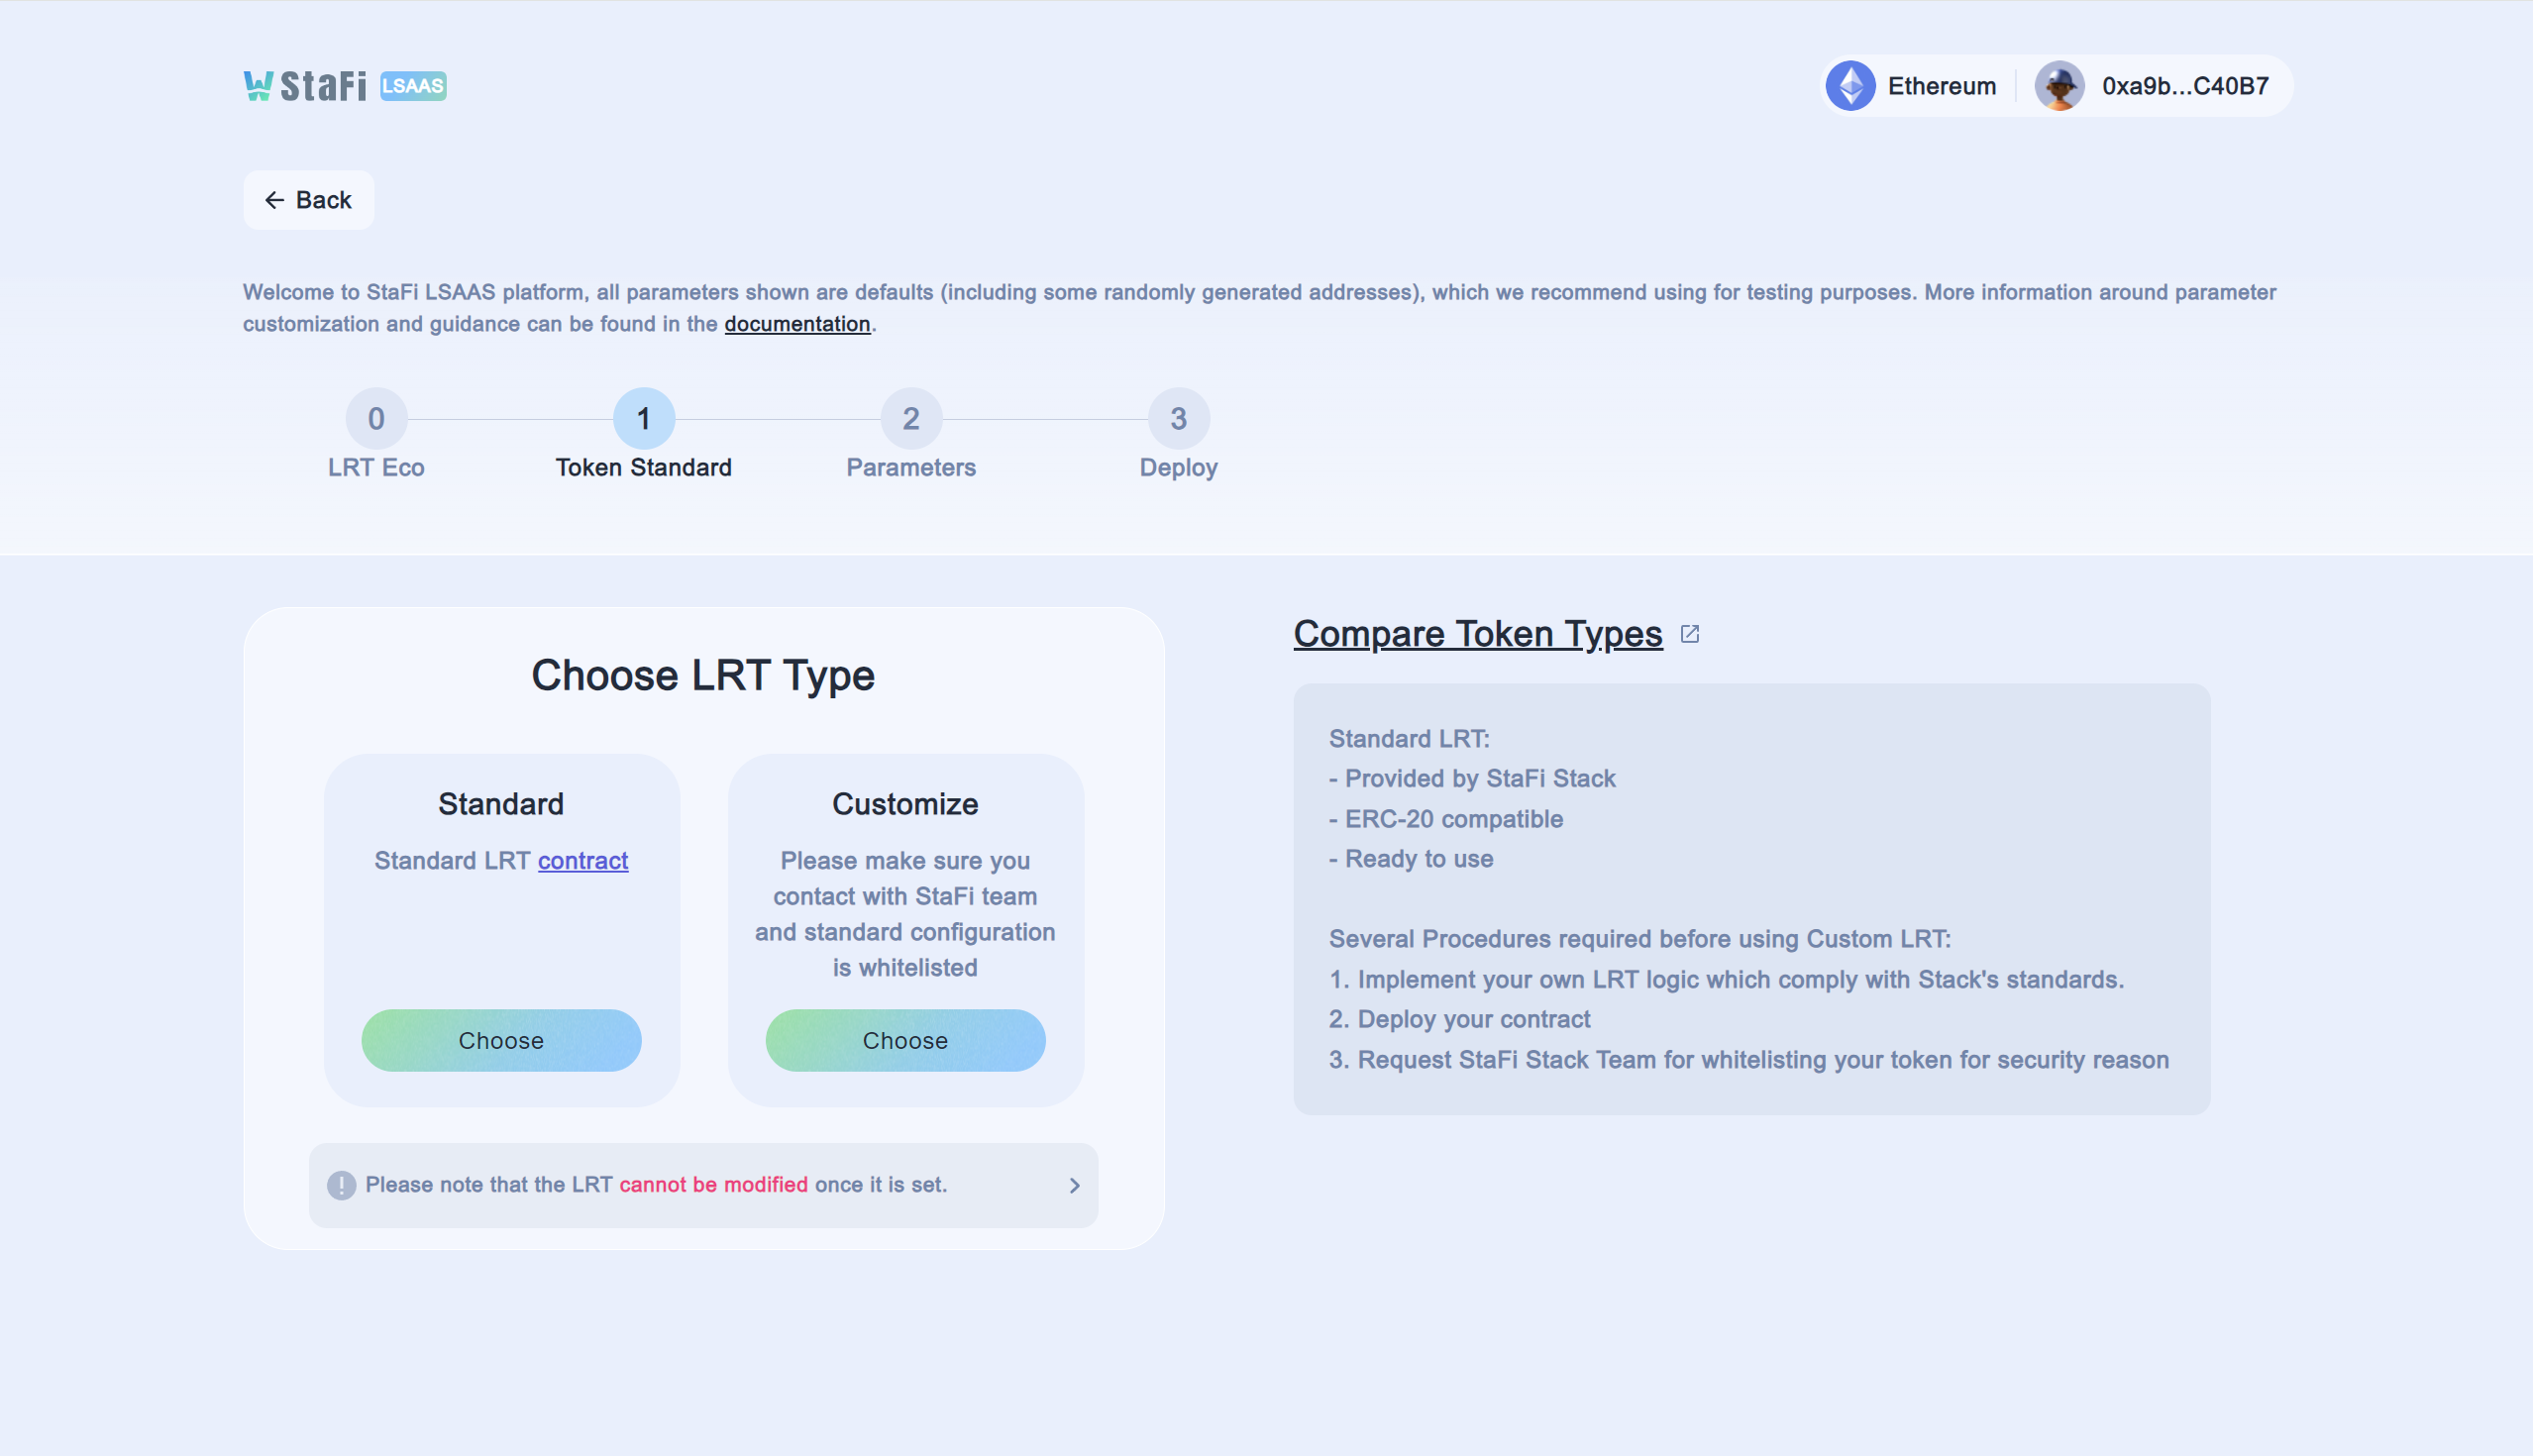 StaFi LSAAS
Ethereum
0xa9b...C40B7
Back
Welcome to StaFi LSAAS platform, all parameters shown are defaults (including some randomly generated addresses), which we recommend using for testing purposes. More information around parameter
customization and guidance can be found in the documentation.
0
1
2
3
LRT Eco
Token Standard
Parameters
Deploy
Choose LRT Type
Standard
Standard LRT contract
Choose
Customize
Please make sure you
contact with StaFi team
and standard configuration
is whitelisted
Choose
Please note that the LRT cannot be modified once it is set.
Compare Token Types
Standard LRT:
- Provided by StaFi Stack
- ERC-20 compatible
- Ready to use
Several Procedures required before using Custom LRT:
1. Implement your own LRT logic which comply with Stack's standards.
2. Deploy your contract
3. Request StaFi Stack Team for whitelisting your token for security reason